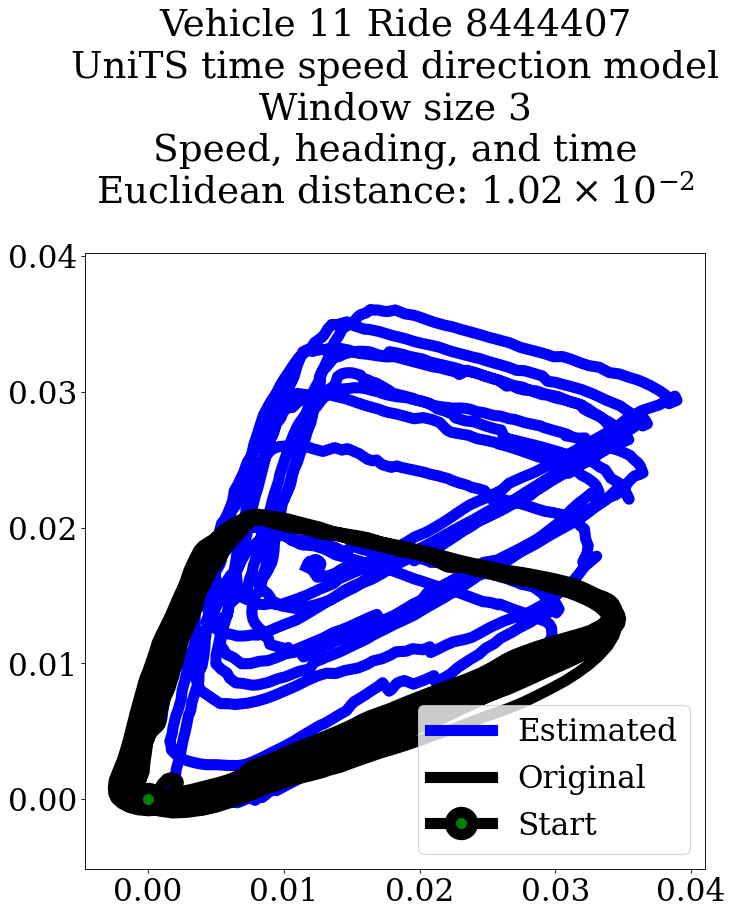 Vehicle 11 Ride 8444407
UniTS time speed direction model
Window size 3
Speed, heading, and time
Euclidean distance: 1.02 × 10⁻²
0.04
0.03
0.02
0.01
0.00
Estimated
Original
Start
0.00 0.01 0.02 0.03 0.04